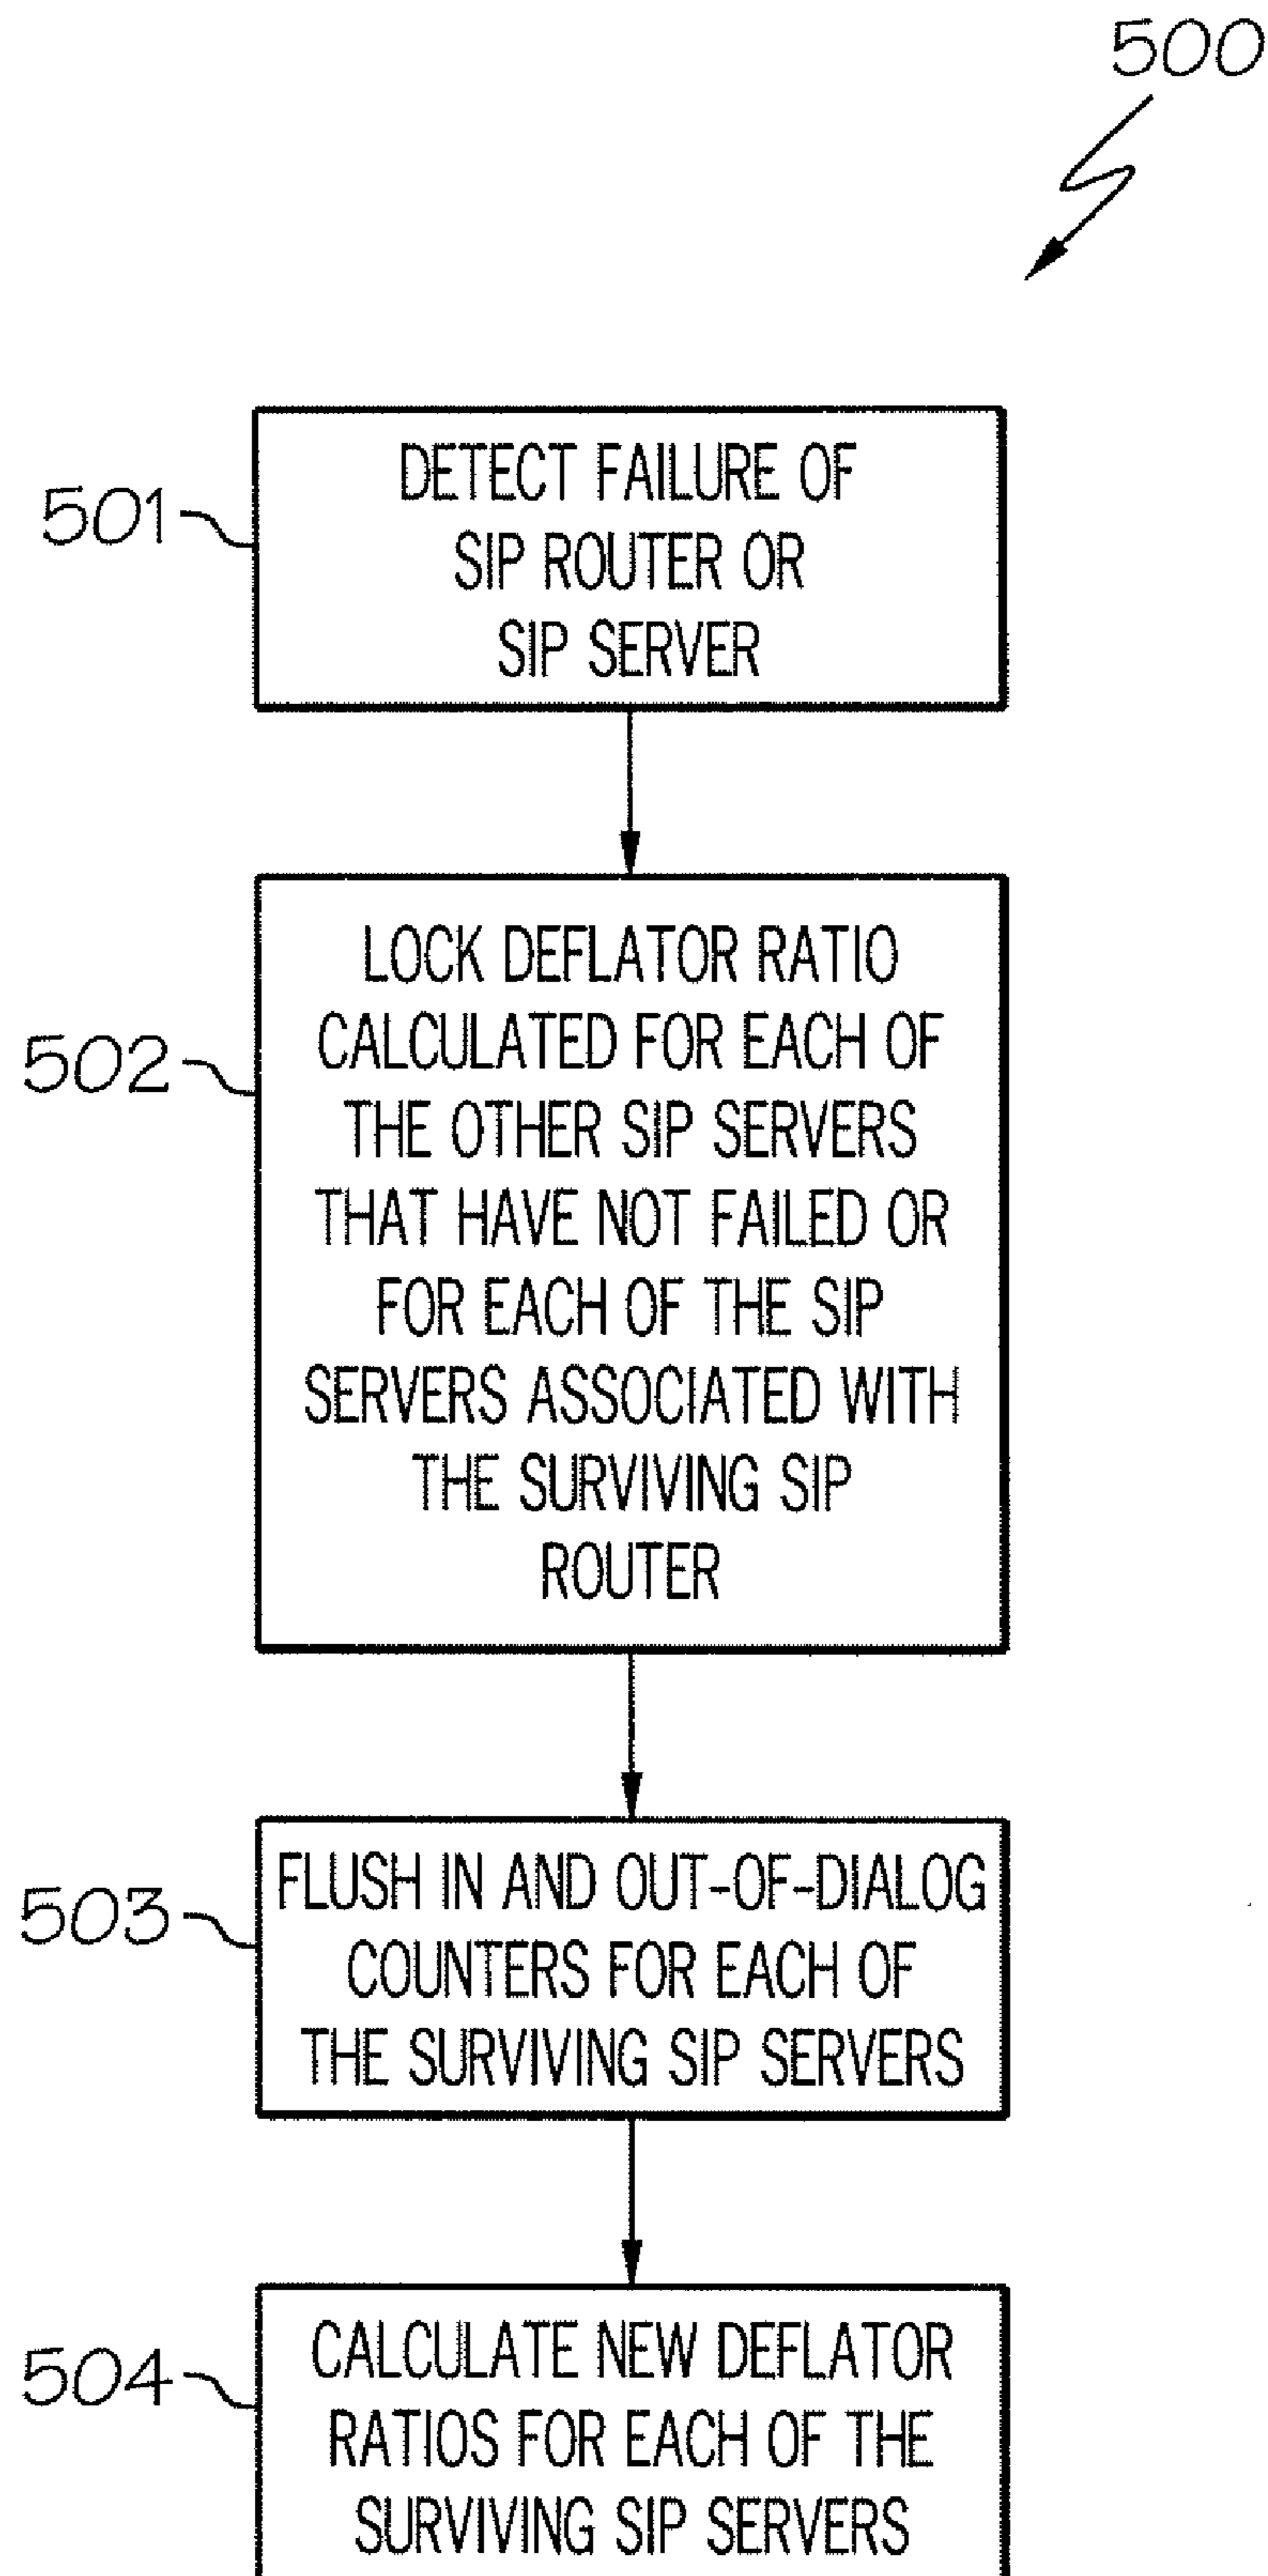 500
501
DETECT FAILURE OF
SIP ROUTER OR
SIP SERVER
502
LOCK DEFLATOR RATIO
CALCULATED FOR EACH OF
THE OTHER SIP SERVERS
THAT HAVE NOT FAILED OR
FOR EACH OF THE SIP
SERVERS ASSOCIATED WITH
THE SURVIVING SIP
ROUTER
503
FLUSH IN AND OUT-OF-DIALOG
COUNTERS FOR EACH OF
THE SURVIVING SIP SERVERS
504
CALCULATE NEW DEFLATOR
RATIOS FOR EACH OF THE
SURVIVING SIP SERVERS